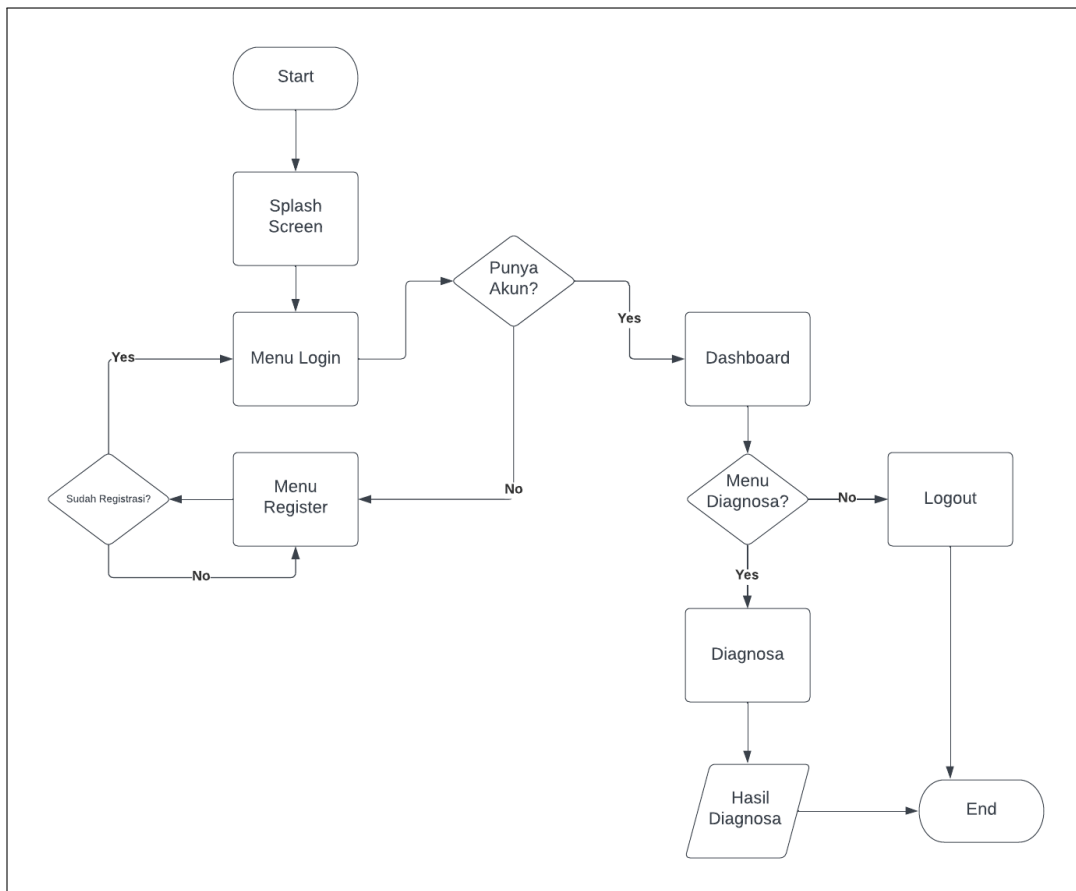 Start
Splash
Screen
Punya
Akun?
Yes
Menu Login
Yes
Dashboard
Sudah Registrasi?
Menu
Register
No
Menu
Diagnosa?
No
Logout
No
Yes
Diagnosa
Hasil
Diagnosa
End